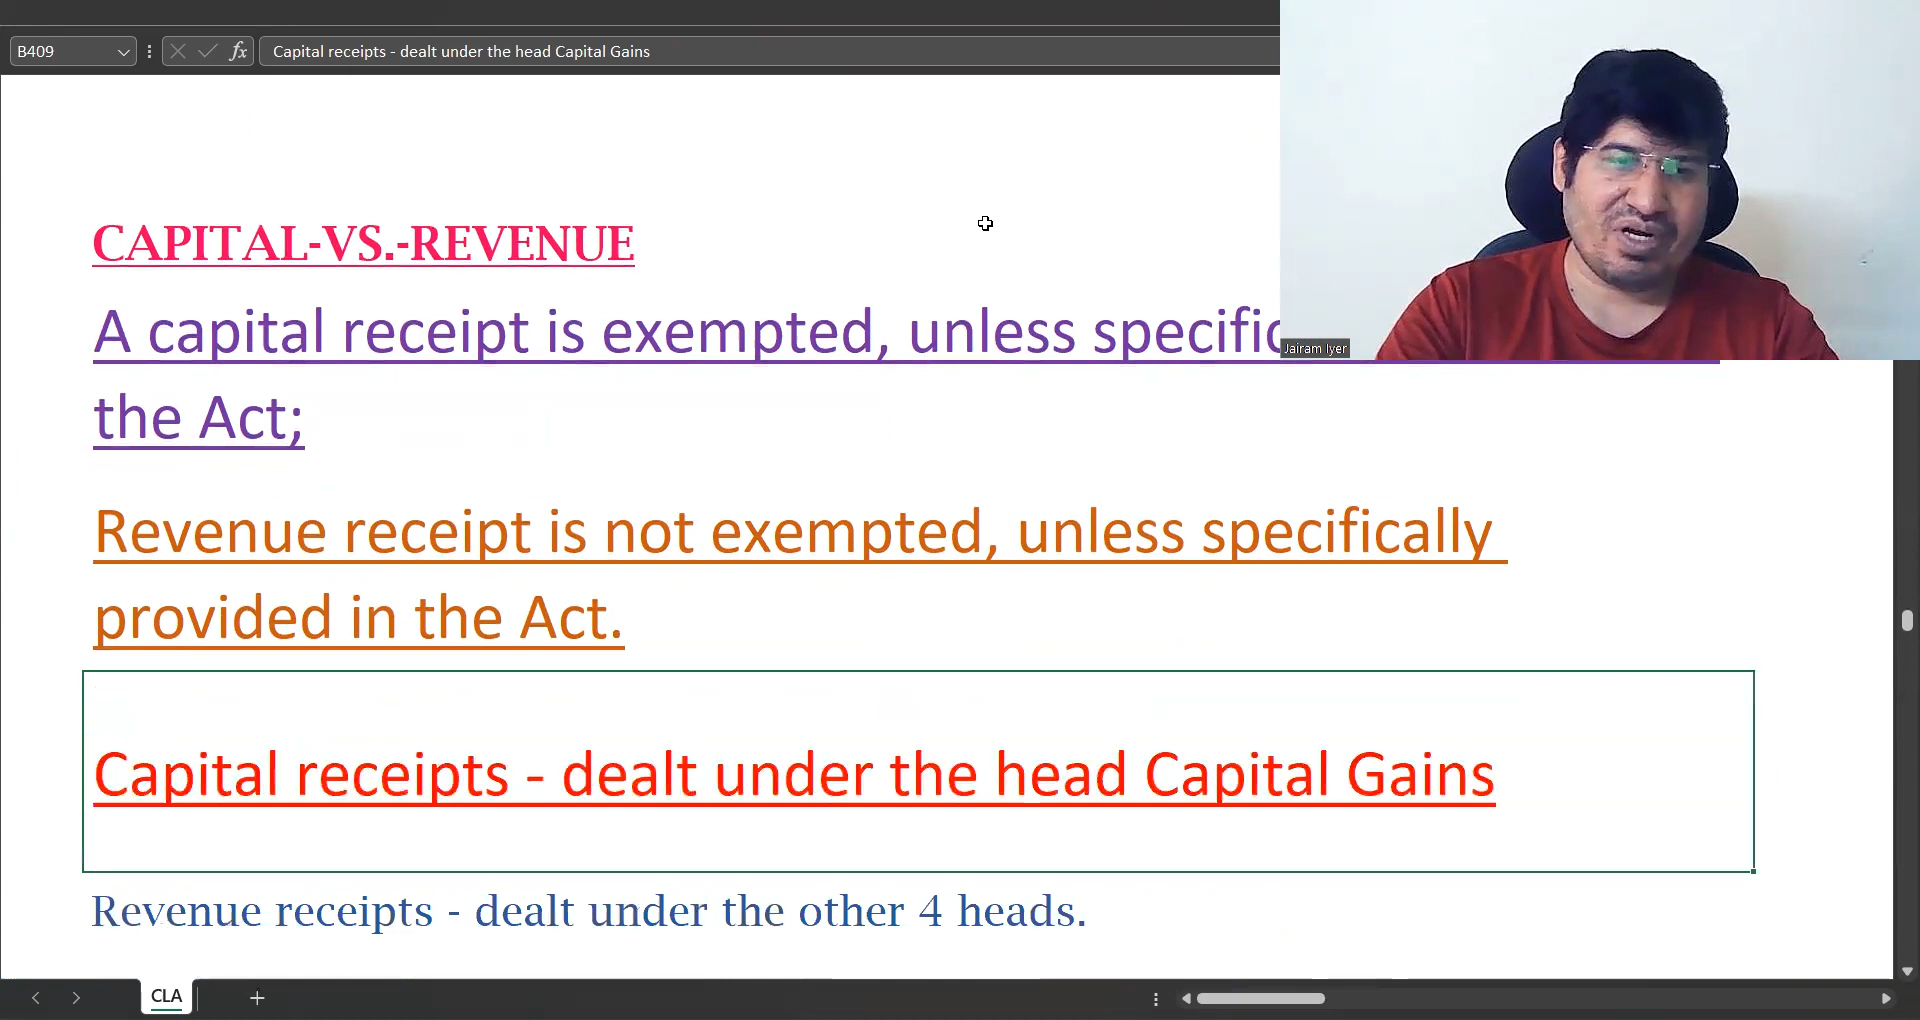 B409
fx
Capital receipts - dealt under the head Capital Gains
CAPITAL-VS.-REVENUE
A capital receipt is exempted, unless
the Act;
Revenue receipt is not exempted, unless specifically
provided in the Act.
Capital receipts - dealt under the head Capital Gains
Revenue receipts - dealt under the other 4 heads.
Jairam Iyer
CLA